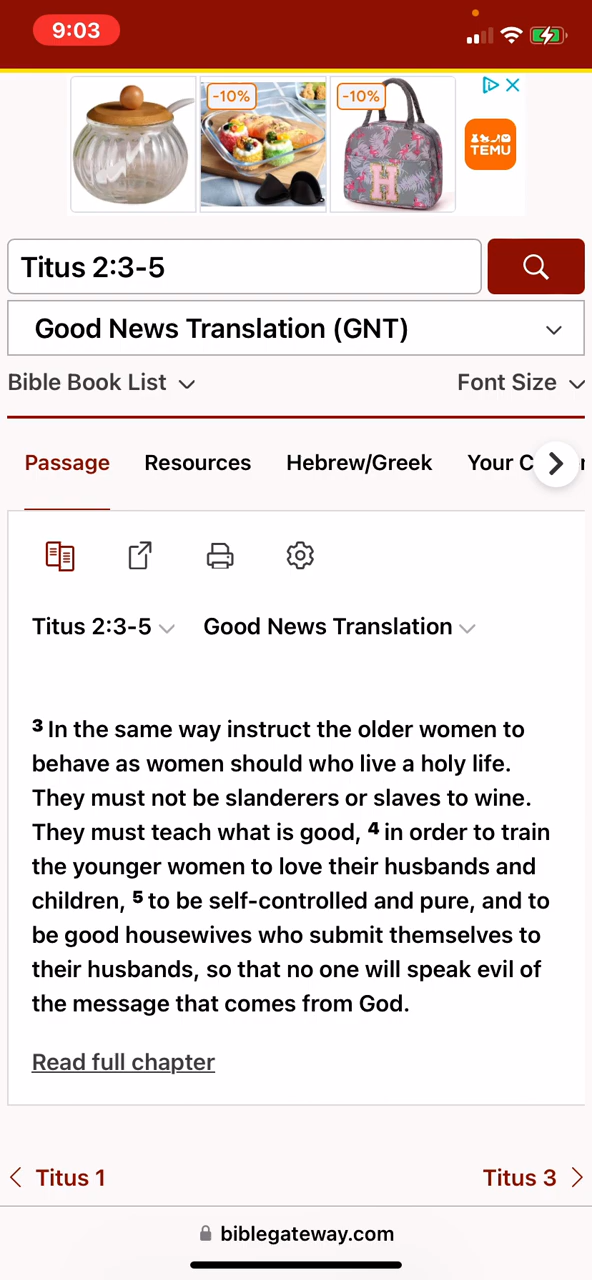 9:03
-10%
-10%
H
TEMU
Titus 2:3-5
Good News Translation (GNT)
Bible Book List
Font Size
Passage Resources Hebrew/Greek Your C
Titus 2:3-5 Good News Translation
3 In the same way instruct the older women to
behave as women should who live a holy life.
They must not be slanderers or slaves to wine.
They must teach what is good, 4 in order to train
the younger women to love their husbands and
children, 5 to be self-controlled and pure, and to
be good housewives who submit themselves to
their husbands, so that no one will speak evil of
the message that comes from God.
Read full chapter
Titus 1
Titus 3
biblegateway.com